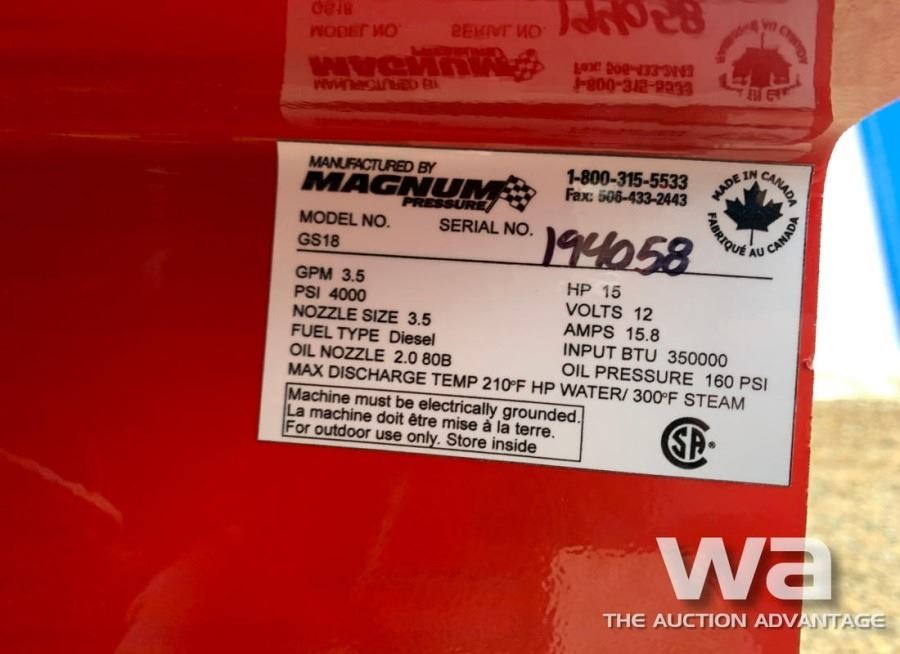 MANUFACTURED BY
MAGNUM
PRESSURE
1-800-315-5533
Fax: 506-433-2443
MADE IN CANADA
FABRIQUÉ AU CANADA
MODEL NO.
GS18
SERIAL NO. 194058
GPM 3.5
PSI 4000
NOZZLE SIZE 3.5
FUEL TYPE Diesel
OIL NOZZLE 2.0 80B
HP 15
VOLTS 12
AMPS 15.8
INPUT BTU 350000
OIL PRESSURE 160 PSI
MAX DISCHARGE TEMP 210°F HP WATER/ 300°F STEAM
Machine must be electrically grounded.
La machine doit être mise à la terre.
For outdoor use only. Store inside
CSA®
wa
THE AUCTION ADVANTAGE